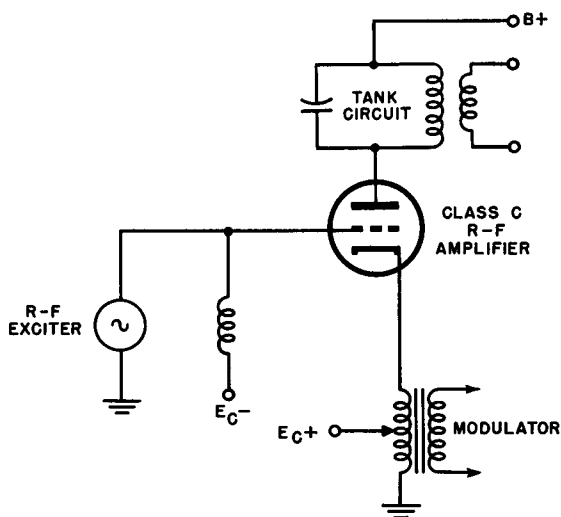 B+
TANK
CIRCUIT
CLASS C
R-F
AMPLIFIER
R-F
EXCITER
EC-
EC+
MODULATOR